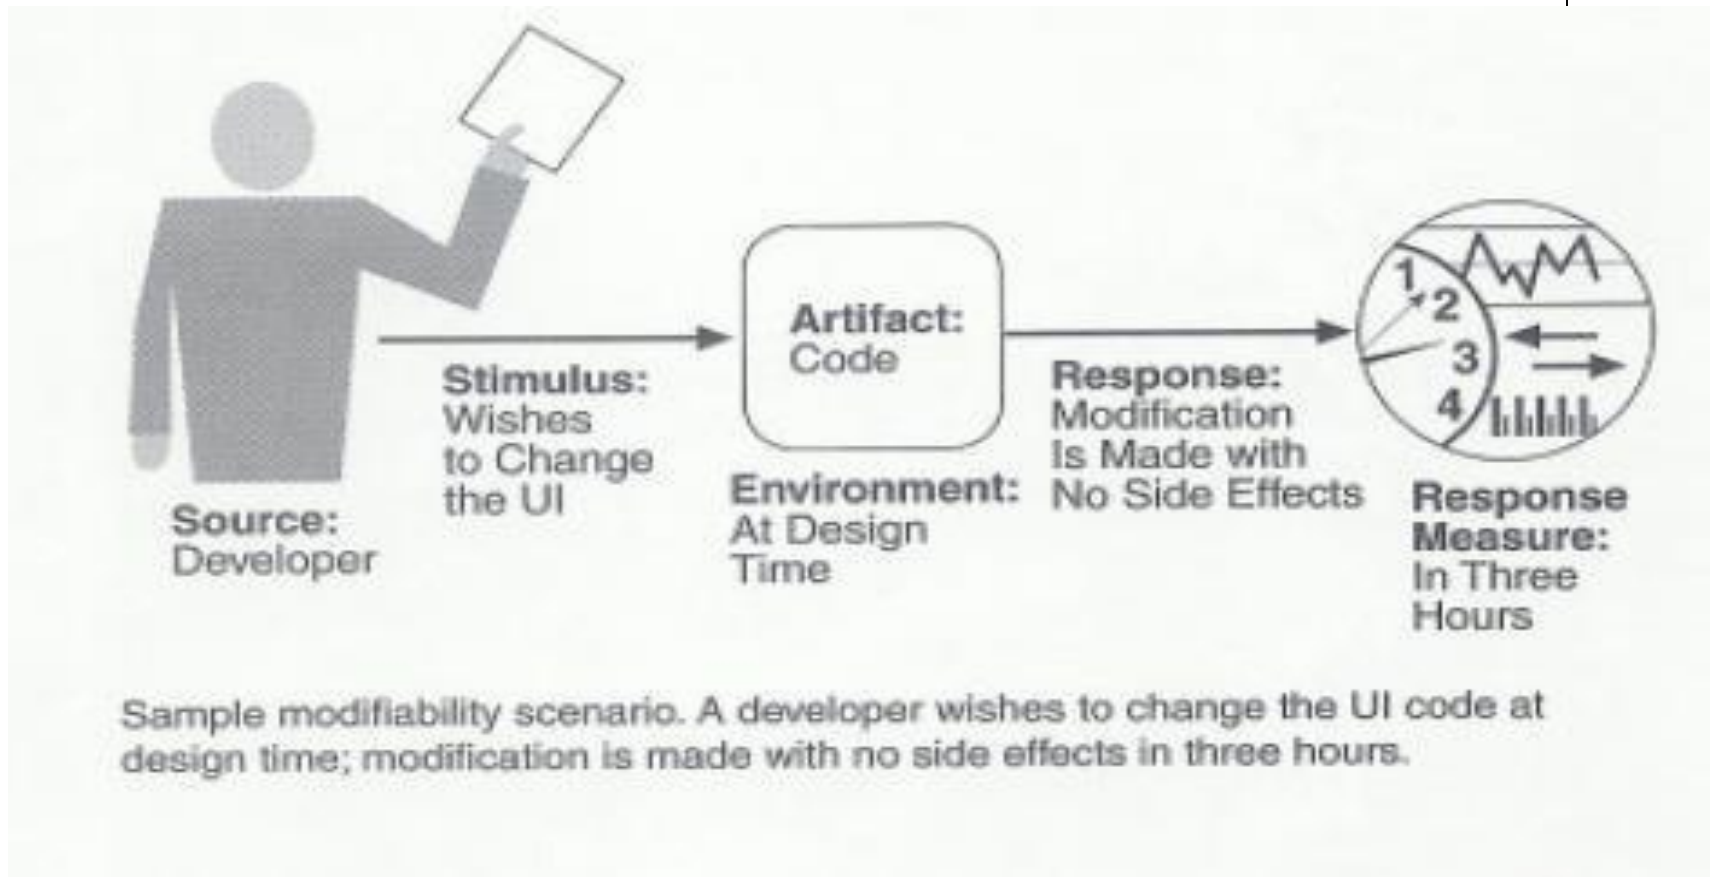 Source:
Developer
Stimulus:
Wishes
to Change
the UI
Artifact:
Code
Environment:
At Design
Time
Response:
Modification
Is Made with
No Side Effects
1
2
3
4
Response
Measure:
In Three
Hours
Sample modifiability scenario. A developer wishes to change the UI code at
design time; modification is made with no side effects in three hours.